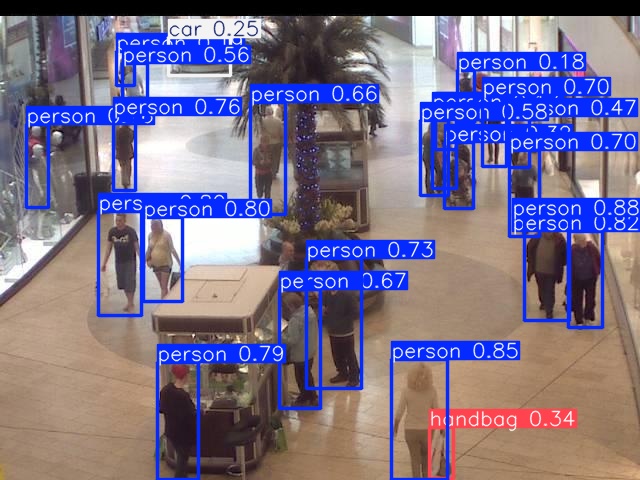 car 0.25
person 0.56
person 0.18
person 0.66
person 0.70
person 0.76
person
0.47
person 0.58
person
person 0.70
person
person 0.80
person 0.88
person 0.82
person 0.73
person 0.67
person 0.79
person 0.85
handbag 0.34